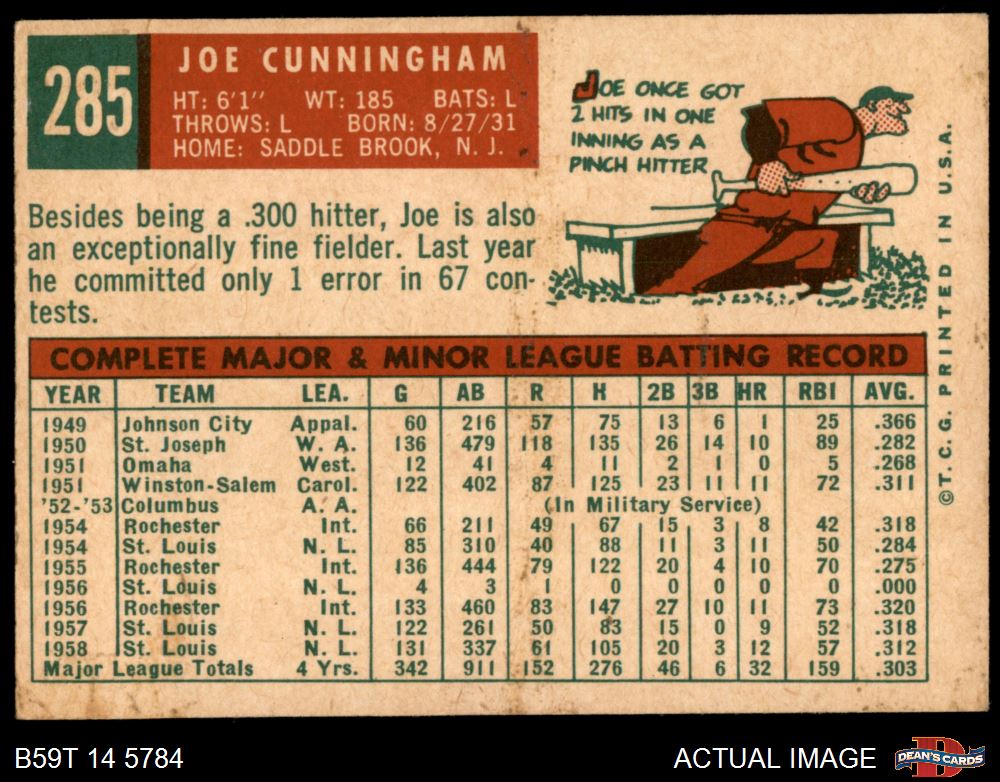 285
JOE CUNNINGHAM
HT: 6'1" WT: 185 BATS: L
THROWS: L BORN: 8/27/31
HOME: SADDLE BROOK, N. J.
JOE ONCE GOT
2 HITS IN ONE
INNING AS A
PINCH HITTER
Besides being a .300 hitter, Joe is also
an exceptionally fine fielder. Last year
he committed only 1 error in 67 con-
tests.
COMPLETE MAJOR & MINOR LEAGUE BATTING RECORD
YEAR TEAM LEA. G AB R H 2B 3B HR RBI AVG.
1949 Johnson City Appal. 60 216 57 75 13 6 1 25 .366
1950 St. Joseph W. A. 136 479 118 135 26 14 10 89 .282
1951 Omaha West. 12 41 4 11 2 1 0 5 .268
1951 Winston-Salem Carol. 122 402 87 125 23 11 11 72 .311
'52-'53 Columbus A. A. (In Military Service)
1954 Rochester Int. 66 211 49 67 15 3 8 42 .318
1954 St. Louis N. L. 85 310 40 88 11 3 11 50 .284
1955 Rochester Int. 136 444 79 122 20 4 10 70 .275
1956 St. Louis N. L. 4 3 1 0 0 0 0 0 .000
1956 Rochester Int. 133 460 83 147 27 10 11 73 .320
1957 St. Louis N. L. 122 261 50 83 15 0 9 52 .318
1958 St. Louis N. L. 131 337 61 105 20 3 12 57 .312
Major League Totals 4 Yrs. 342 911 152 276 46 6 32 159 .303
©T.C.G. PRINTED IN U.S.A.
B59T 14 5784
ACTUAL IMAGE
D
DEAN'S CARDS